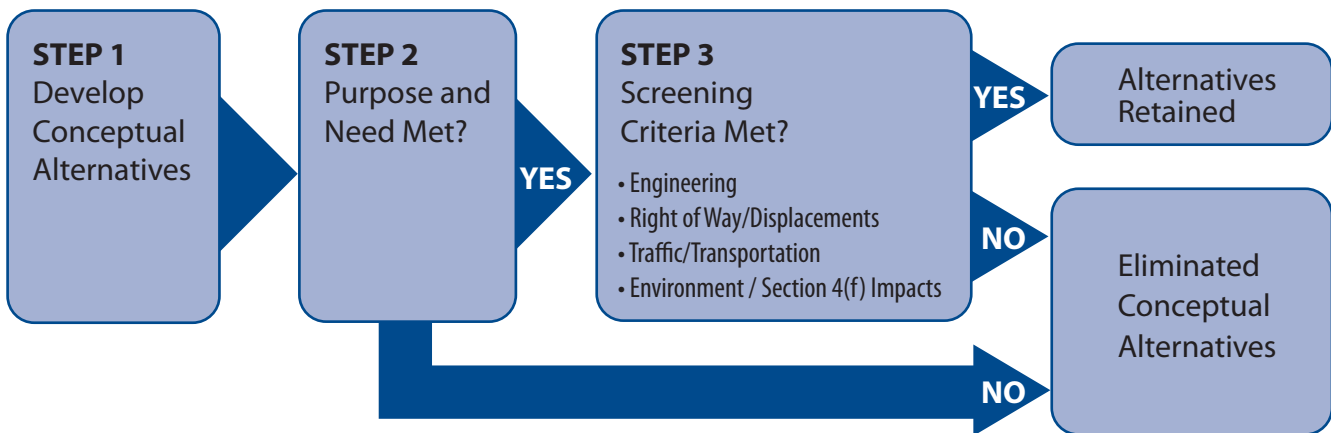 STEP 1
Develop
Conceptual
Alternatives
STEP 2
Purpose and
Need Met?
YES
STEP 3
Screening
Criteria Met?
• Engineering
• Right of Way/Displacements
• Traffic/Transportation
• Environment / Section 4(f) Impacts
YES
Alternatives
Retained
NO
Eliminated
Conceptual
Alternatives
NO